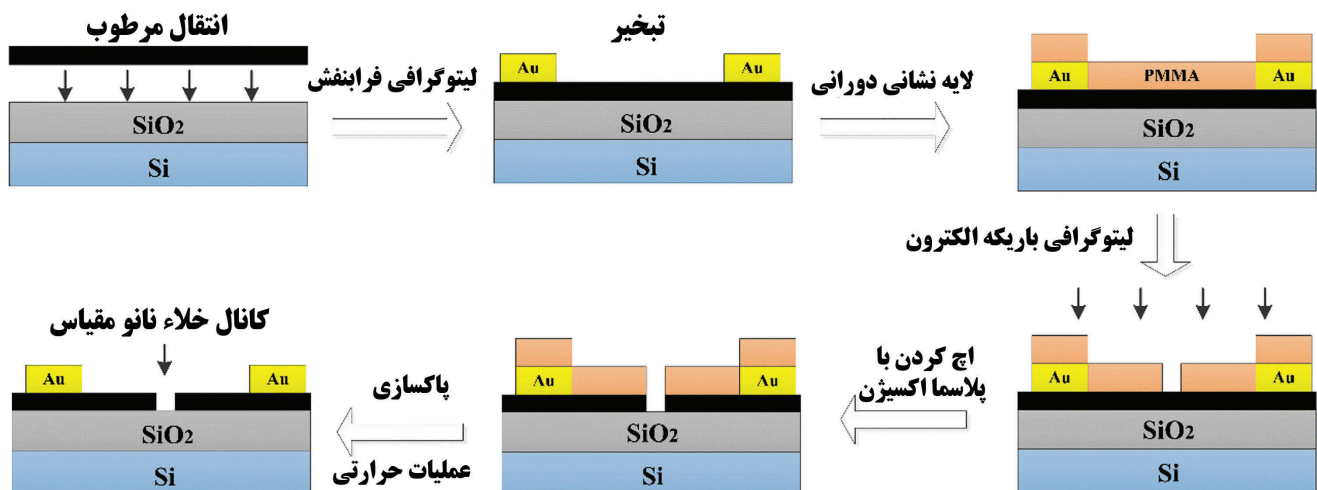 انتقال مرطوب
SiO2
Si
لیتوگرافی فرابنفش
تبخیر
Au Au
SiO2
Si
لایه نشانی دورانی
Au PMMA Au
SiO2
Si
لیتوگرافی باریکه الکترون
Au Au
SiO2
Si
اچ کردن با
پلاسما اکسیژن
Au Au
SiO2
Si
پاکسازی
عملیات حرارتی
کانال خلاء نانو مقیاس
Au Au
SiO2
Si